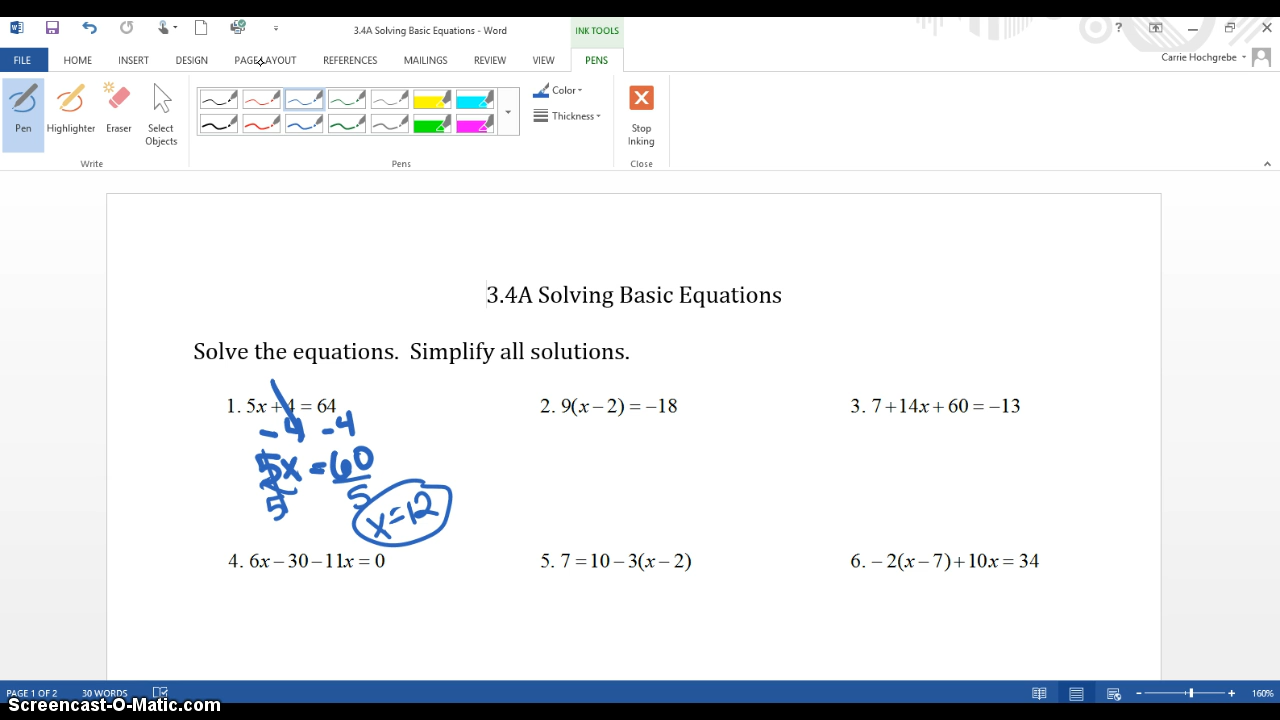 3.4A Solving Basic Equations - Word
INK TOOLS
?
FILE HOME INSERT DESIGN PAGE LAYOUT REFERENCES MAILINGS REVIEW VIEW PENS
Carrie Hochgrebe
Pen Highlighter Eraser Select Objects
Color
Thickness
Stop Inking
Write Pens Close
3.4A Solving Basic Equations
Solve the equations. Simplify all solutions.
1. 5x + 4 = 64 2. 9(x − 2) = −18 3. 7 + 14x + 60 = −13
-4 -4
5x = 60
5 5
x = 12
4. 6x − 30 − 11x = 0 5. 7 = 10 − 3(x − 2) 6. − 2(x − 7) + 10x = 34
PAGE 1 OF 2 30 WORDS 160%
Screencast-O-Matic.com